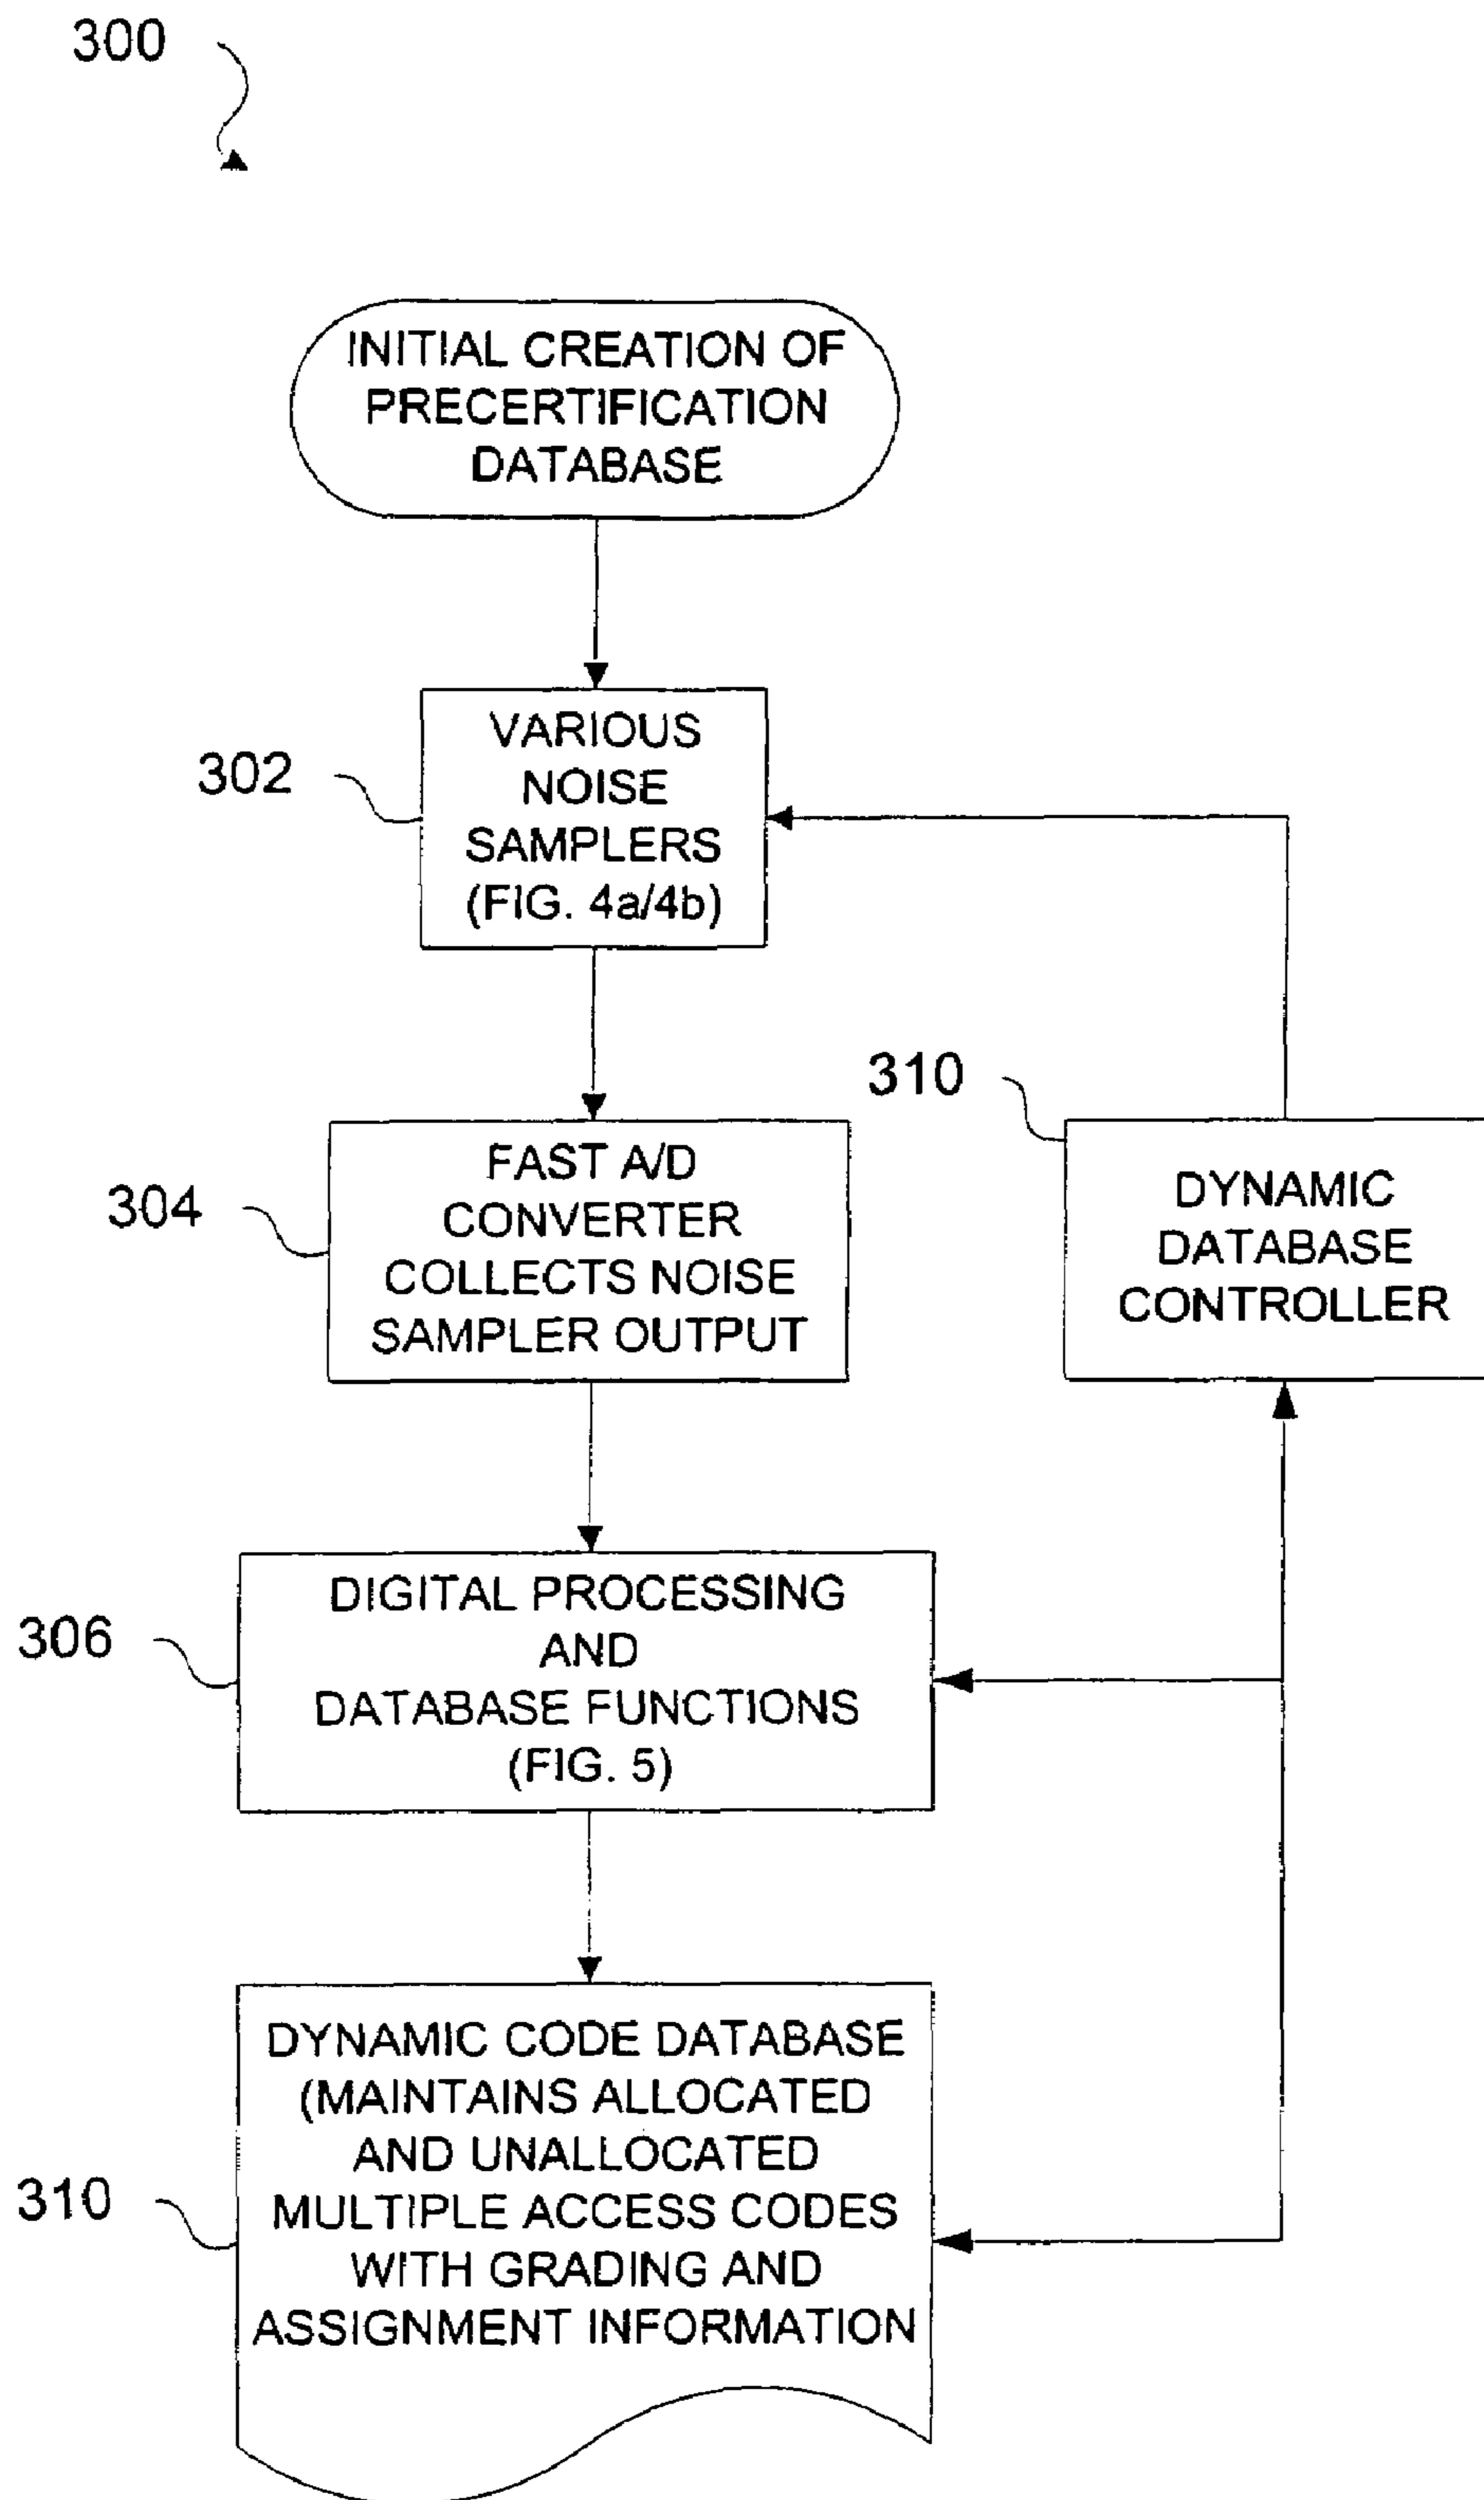 300
INITIAL CREATION OF
PRECERTIFICATION
DATABASE
302
VARIOUS
NOISE
SAMPLERS
(FIG. 4a/4b)
304
FAST A/D
CONVERTER
COLLECTS NOISE
SAMPLER OUTPUT
310
DYNAMIC
DATABASE
CONTROLLER
306
DIGITAL PROCESSING
AND
DATABASE FUNCTIONS
(FIG. 5)
310
DYNAMIC CODE DATABASE
(MAINTAINS ALLOCATED
AND UNALLOCATED
MULTIPLE ACCESS CODES
WITH GRADING AND
ASSIGNMENT INFORMATION